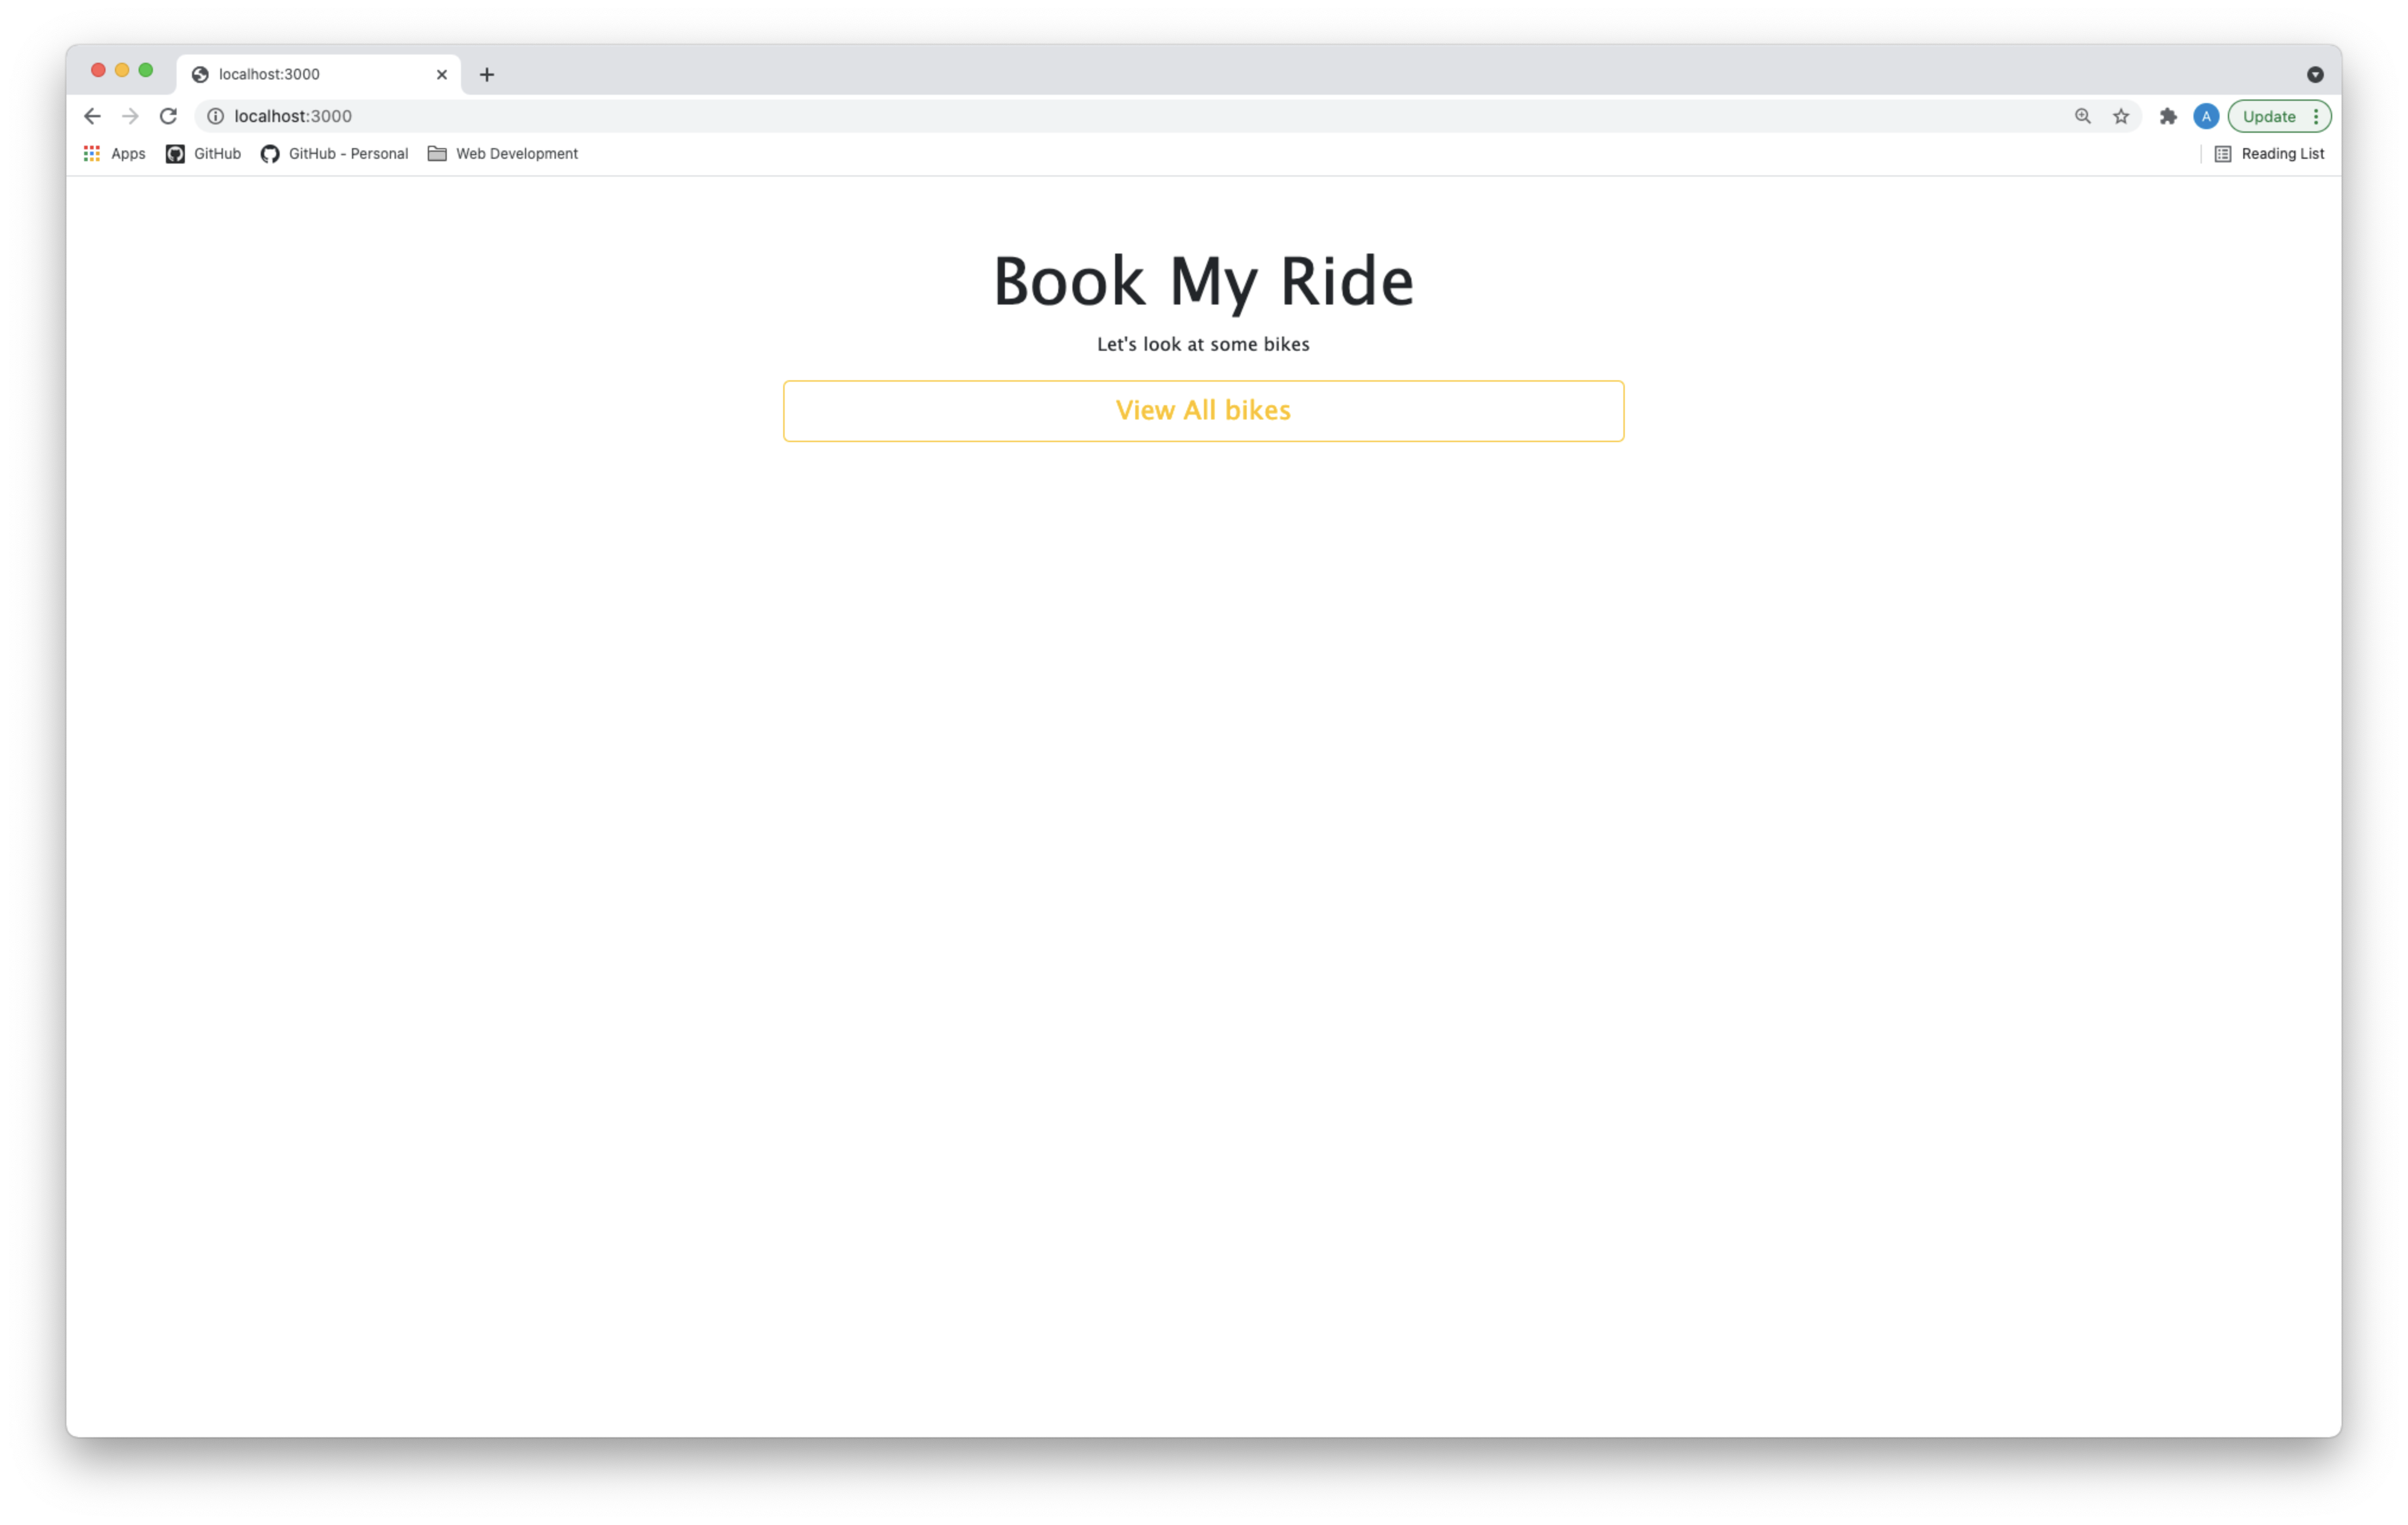 localhost:3000
localhost:3000
A
Update
Apps
GitHub
GitHub - Personal
Web Development
Reading List
Book My Ride
Let's look at some bikes
View All bikes